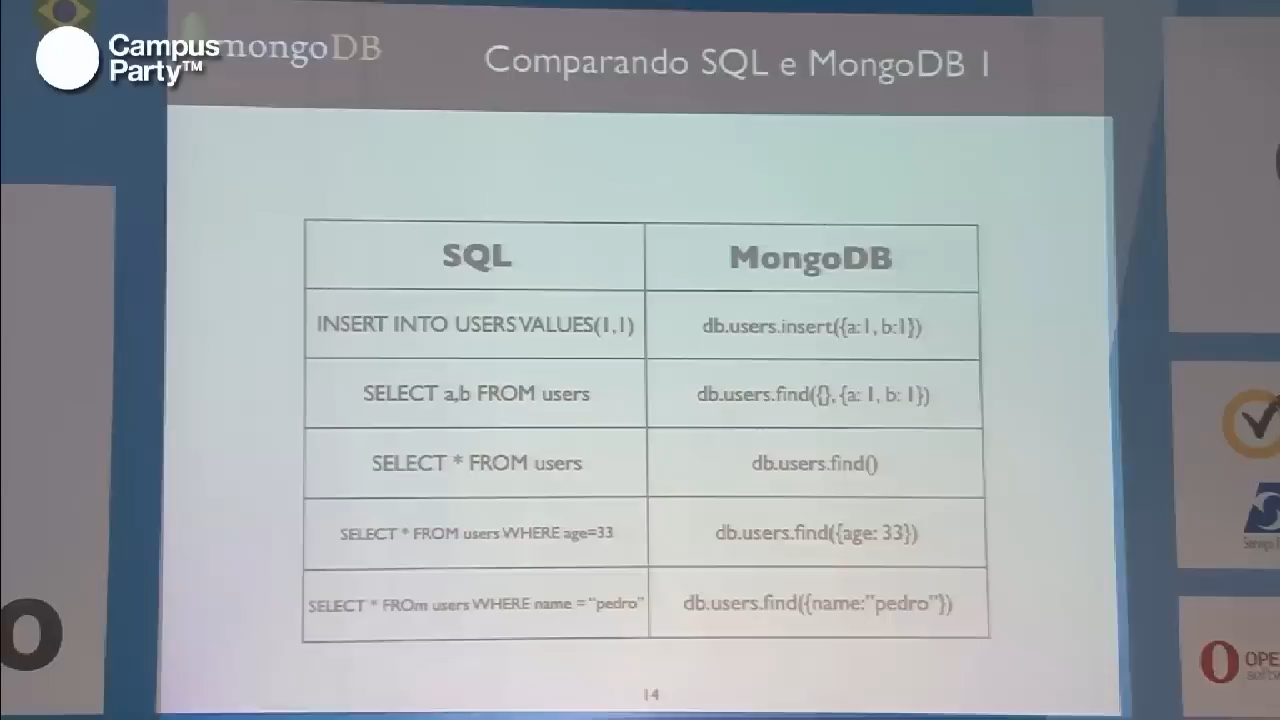 Campus
Party™
mongoDB
Comparando SQL e MongoDB 1
SQL
MongoDB
INSERT INTO USERS VALUES(1,1)
db.users.insert({a:1, b:1})
SELECT a,b FROM users
db.users.find({}, {a: 1, b: 1})
SELECT * FROM users
db.users.find()
SELECT * FROM users WHERE age=33
db.users.find({age: 33})
SELECT * FROm users WHERE name = "pedro"
db.users.find({name:"pedro"})
14
o
OPE